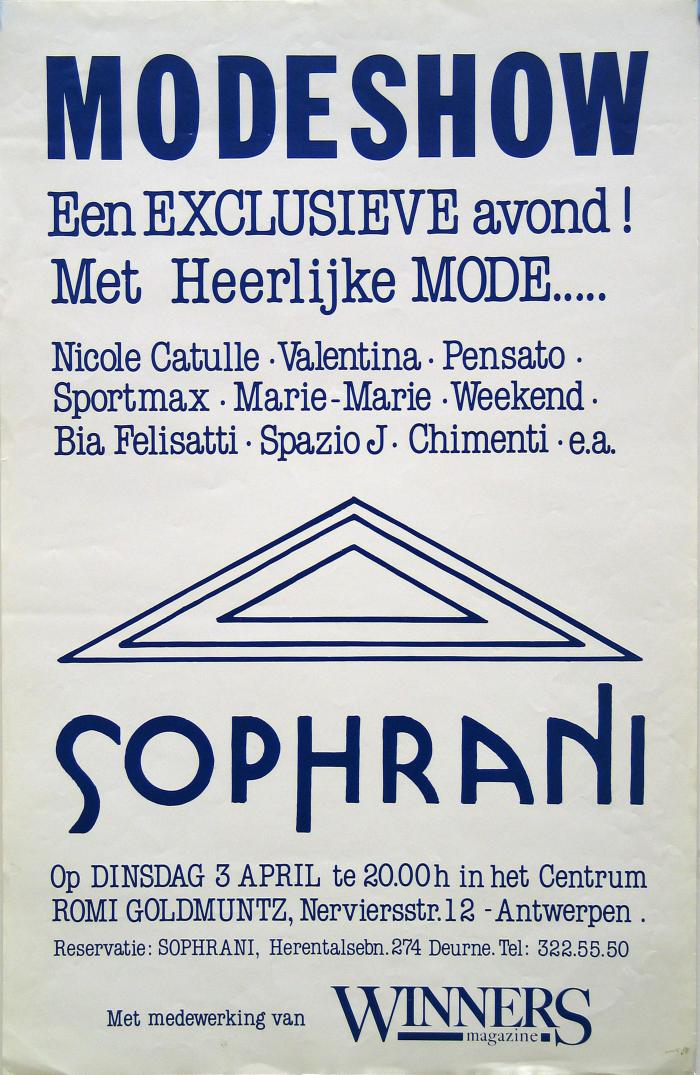 MODESHOW
Een EXCLUSIEVE avond !
Met Heerlijke MODE.....
Nicole Catulle · Valentina · Pensato ·
Sportmax · Marie-Marie · Weekend ·
Bia Felisatti · Spazio J · Chimenti · e.a.
SOPHRANI
Op DINSDAG 3 APRIL te 20.00h in het Centrum
ROMI GOLDMUNTZ, Nerviersstr.12 - Antwerpen .
Reservatie: SOPHRANI, Herentalsebn.274 Deurne. Tel: 322.55.50
Met medewerking van WINNERS
magazine